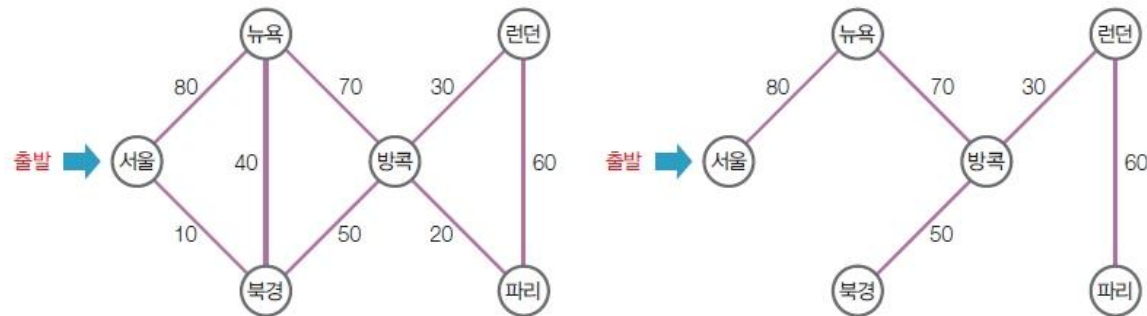 뉴욕 런던 뉴욕 런던
80 70 30 80 70 30
출발 서울 40 방콕 60 출발 서울 방콕 60
10 50 20 50
북경 파리 북경 파리